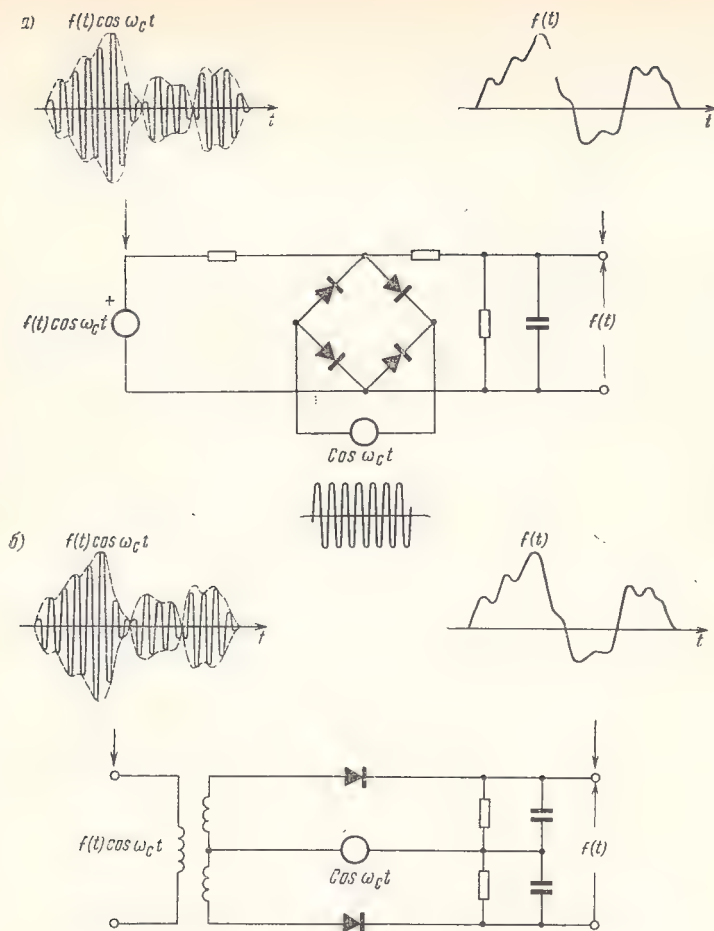 а)
f(t) cos ω_c t
f(t)
t
t
+
f(t) cos ω_c t
f(t)
Cos ω_c t
б)
f(t) cos ω_c t
f(t)
t
t
f(t) cos ω_c t
Cos ω_c t
f(t)